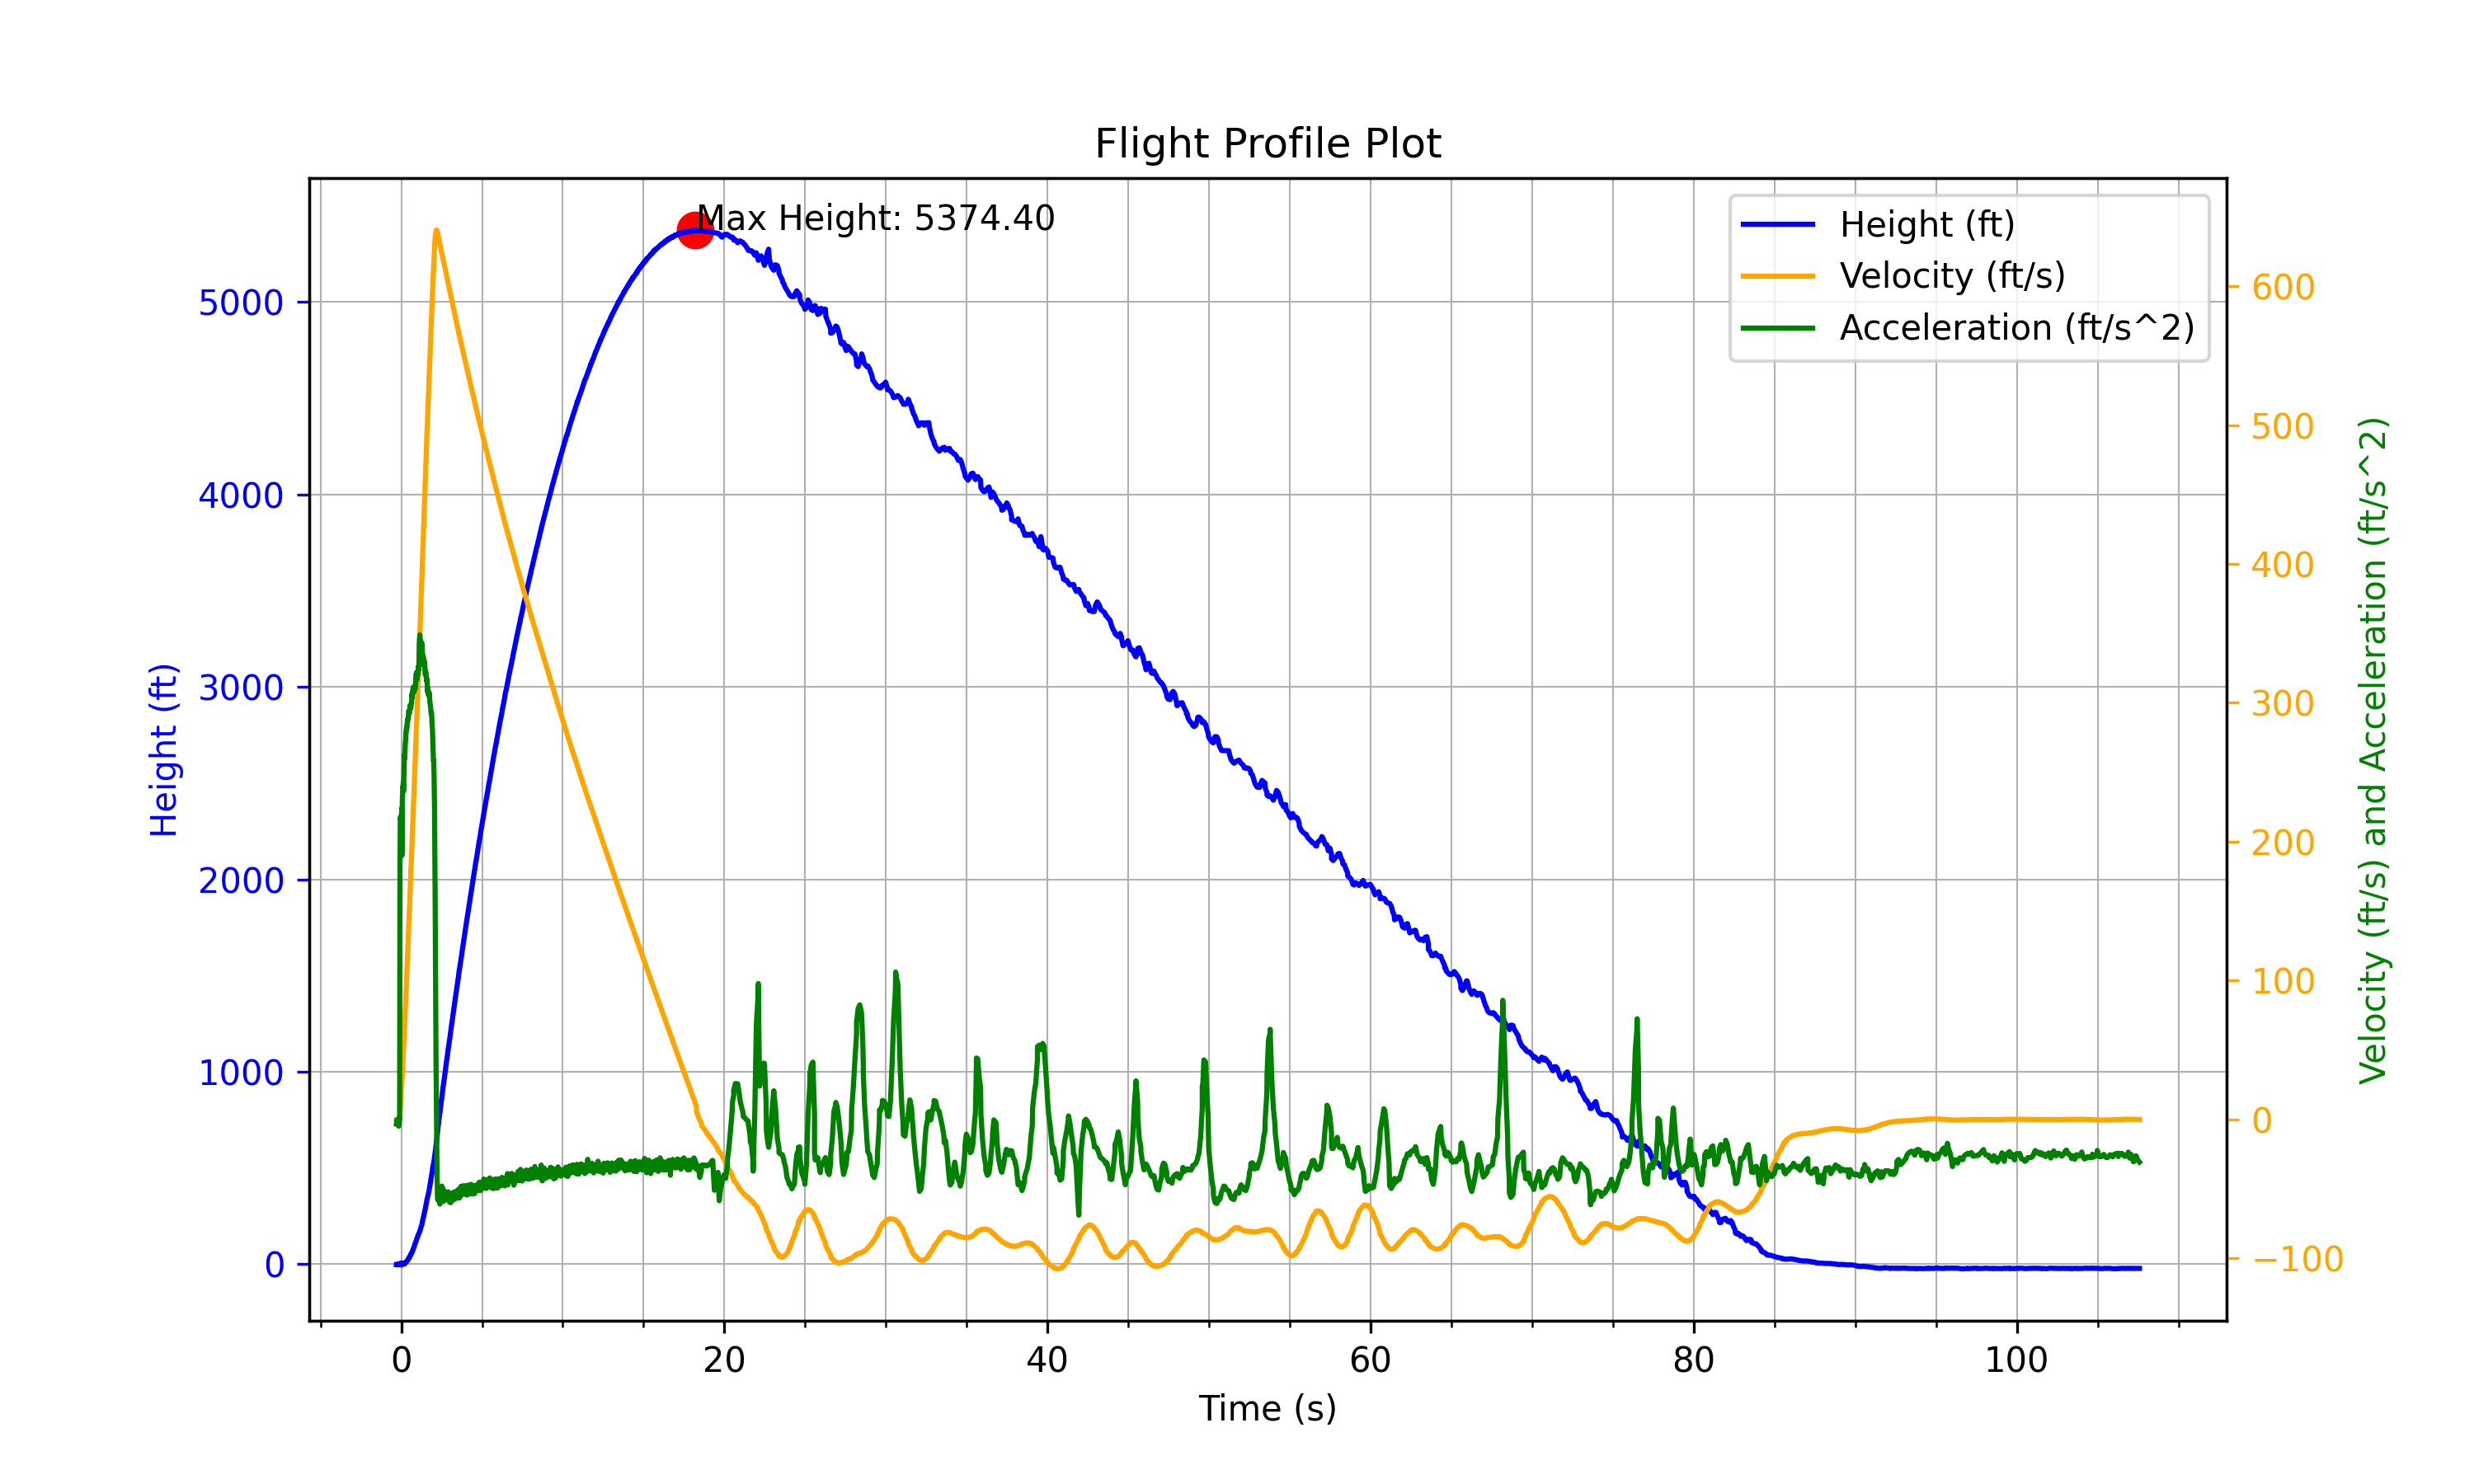 Flight Profile Plot
Max Height: 5374.40
Height (ft)
Velocity (ft/s)
Acceleration (ft/s^2)
5000
4000
3000
2000
1000
0
Height (ft)
600
500
400
300
200
100
0
−100
Velocity (ft/s) and Acceleration (ft/s^2)
0
20
40
60
80
100
Time (s)